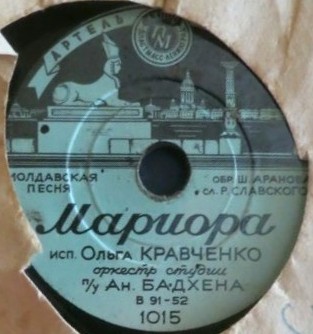 АРТЕЛЬ
МОЛДАВСКАЯ
ПЕСНЯ
ОБР. Ш. АРАНОВА
СЛ. Р. СЛАВСКОГО
Мариора
ИСП. ОЛЬГА КРАВЧЕНКО
оркестр студии
п/у АН. БАДХЕНА
В 91-52
1015